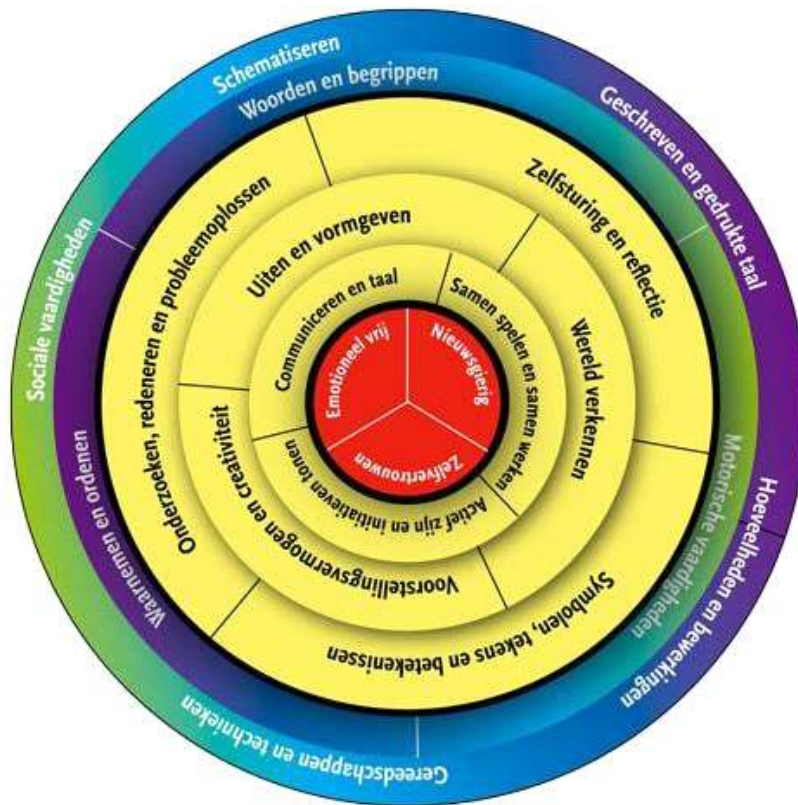 Schematiseren
Geschreven en gedrukte taal
Hoeveelheden en bewerkingen
Gereedschappen en technieken
Sociale vaardigheden
Woorden en begrippen
Motorische vaardigheden
Waarnemen en ordenen
Zelfsturing en reflectie
Symbolen, tekens en betekenissen
Onderzoeken, redeneren en probleemoplossen
Uiten en vormgeven
Wereld verkennen
Voorstellingsvermogen en creativiteit
Communiceren en taal
Samen spelen en samen werken
Actief zijn en initiatieven tonen
Emotioneel vrij
Nieuwsgierig
Zelfvertrouwen